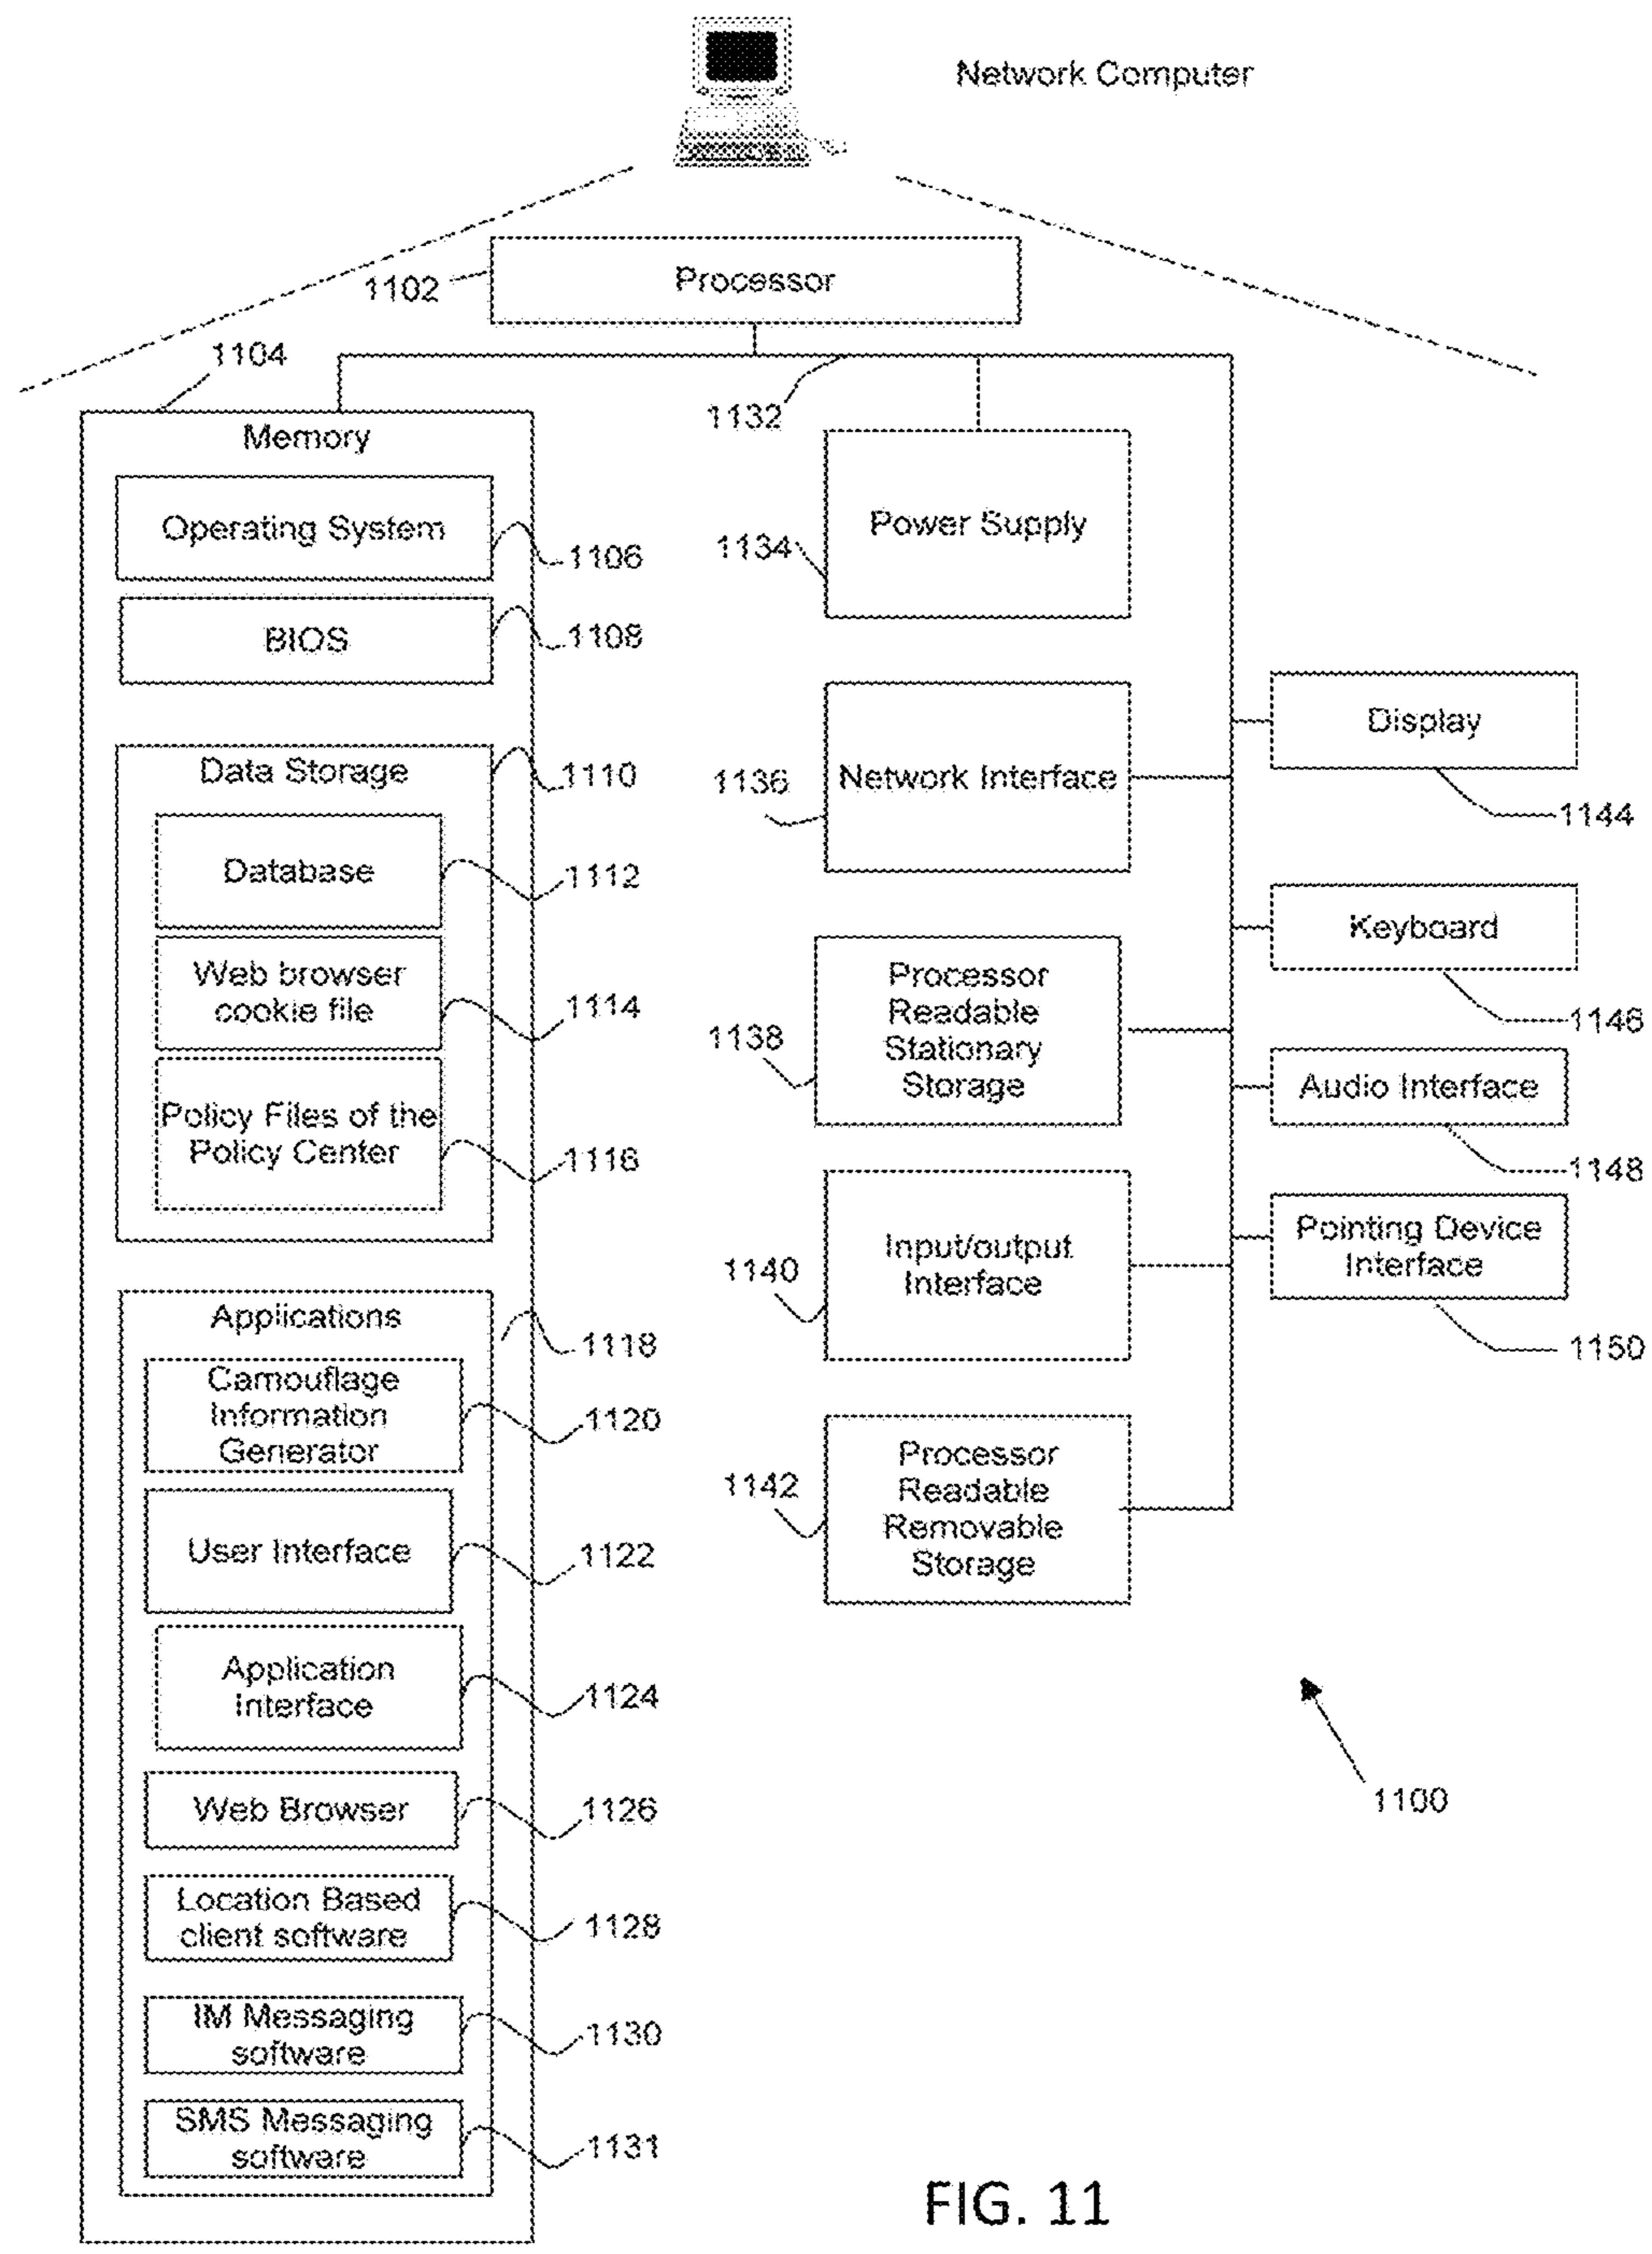 Network Computer
Processor
1102
1104
1132
Memory
Operating System
1106
BIOS
1108
Data Storage
1110
Database
1112
Web browser
cookie file
1114
Policy Files of the
Policy Center
1116
Applications
1118
Camouflage
Information
Generator
1120
User Interface
1122
Application
Interface
1124
Web Browser
1126
Location Based
client software
1128
IM Messaging
software
1130
SMS Messaging
software
1131
Power Supply
1134
Network Interface
1136
Processor
Readable
Stationary
Storage
1138
Input/output
Interface
1140
Processor
Readable
Removable
Storage
1142
Display
1144
Keyboard
1146
Audio Interface
1148
Pointing Device
Interface
1150
1100
FIG. 11